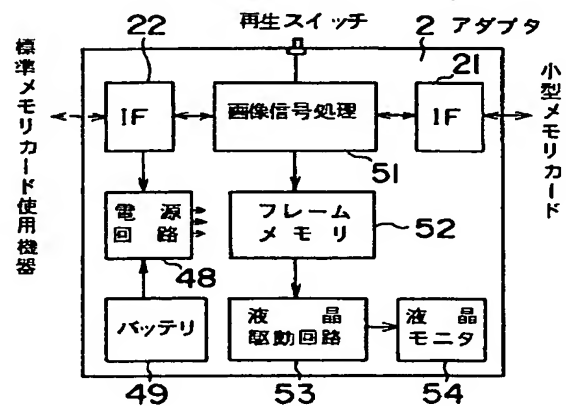 再生スイッチ
22
2 アダプタ
21
標準メモリカード使用機器
IF
画像信号処理
IF
小型メモリカード
51
電源
回路
フレーム
メモリ
52
48
バッテリ
液晶
駆動回路
液晶
モニタ
49
53
54